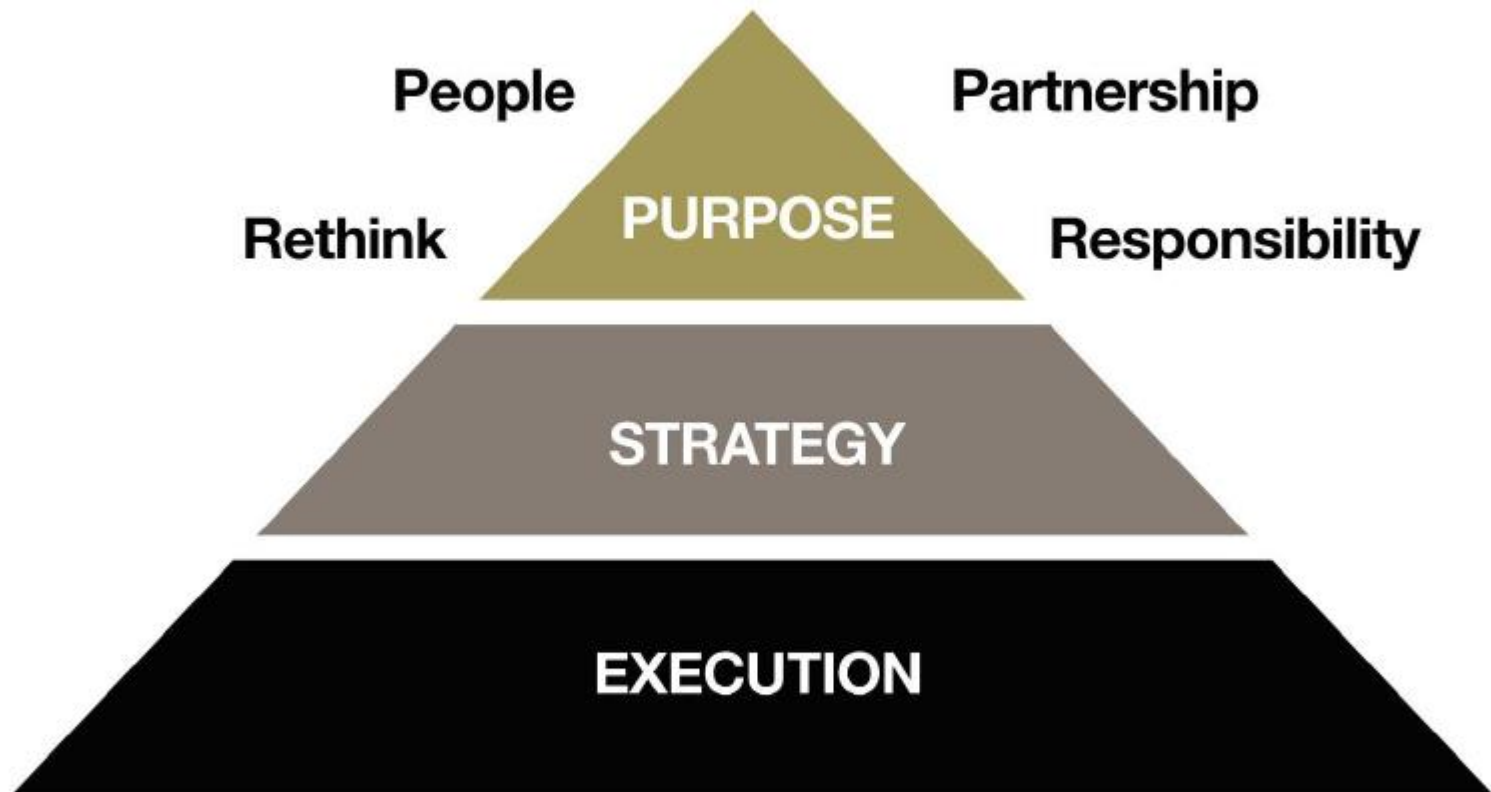 People
Partnership
PURPOSE
Rethink
Responsibility
STRATEGY
EXECUTION